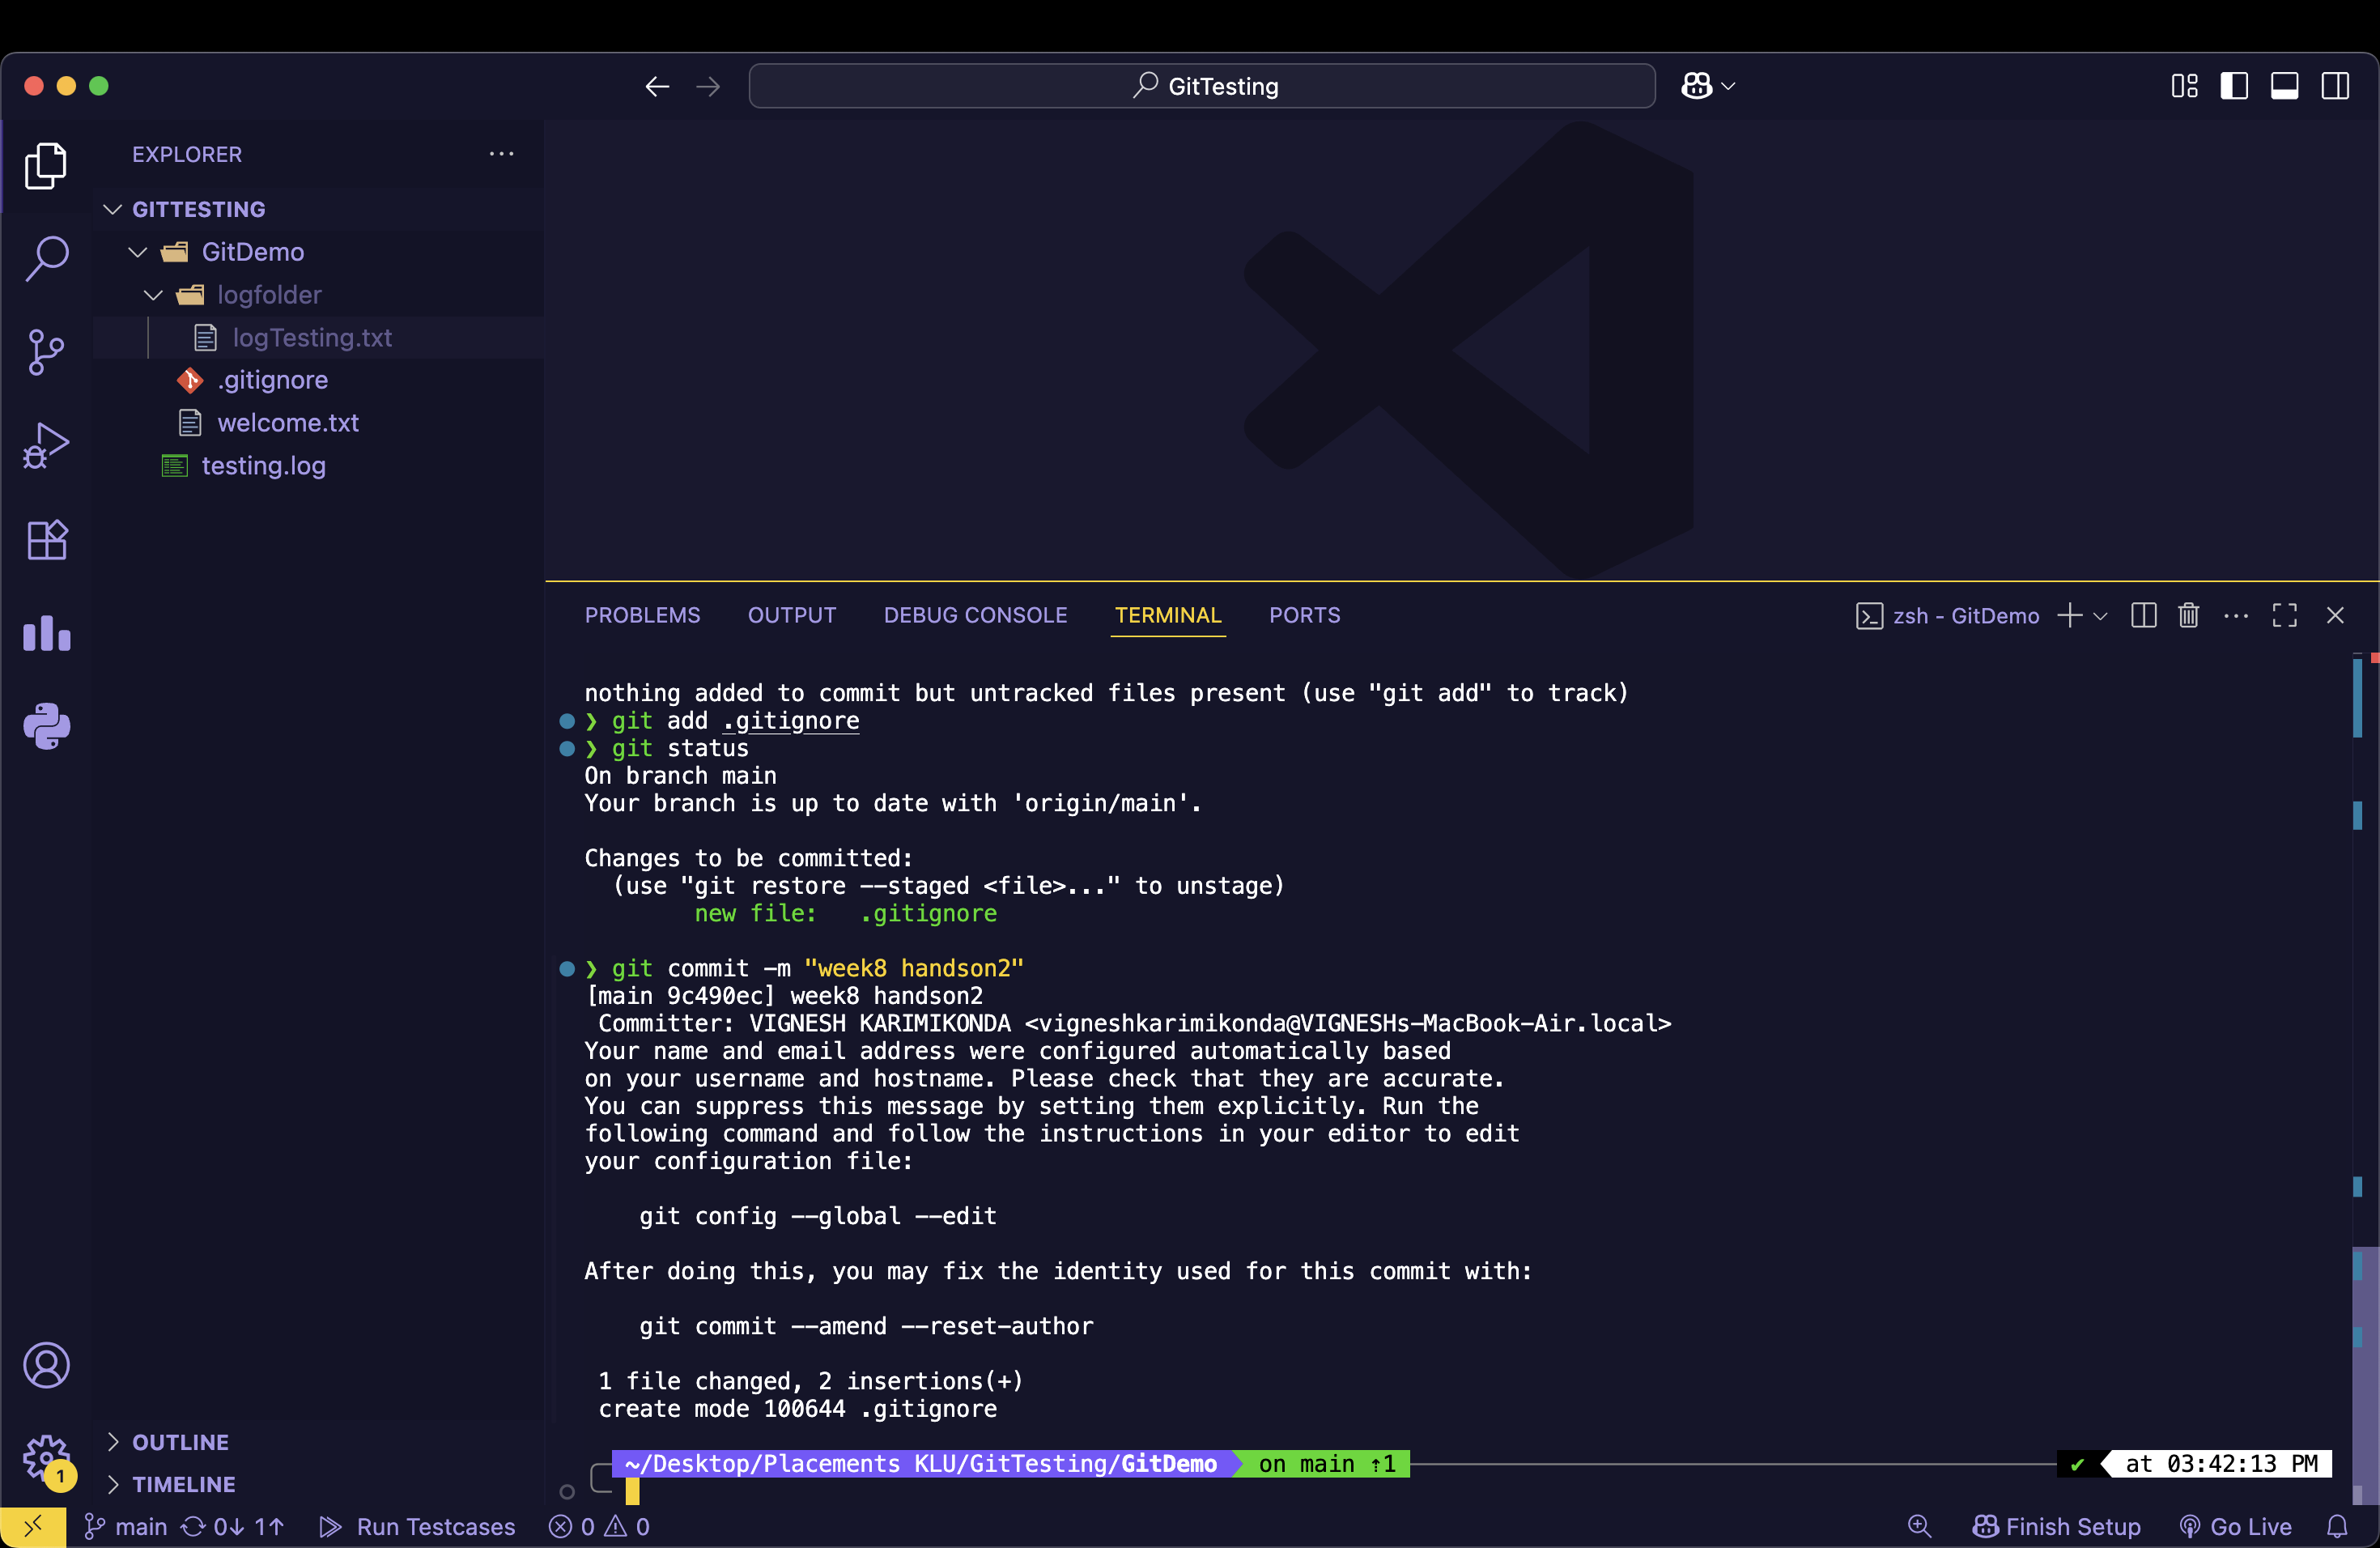 GitTesting
EXPLORER
GITTESTING
GitDemo
logfolder
logTesting.txt
.gitignore
welcome.txt
testing.log
OUTLINE
TIMELINE
PROBLEMS OUTPUT DEBUG CONSOLE TERMINAL PORTS zsh - GitDemo
nothing added to commit but untracked files present (use "git add" to track)
❯ git add .gitignore
❯ git status
On branch main
Your branch is up to date with 'origin/main'.
Changes to be committed:
(use "git restore --staged <file>..." to unstage)
new file: .gitignore
❯ git commit -m "week8 handson2"
[main 9c490ec] week8 handson2
Committer: VIGNESH KARIMIKONDA <vigneshkarimikonda@VIGNESHs-MacBook-Air.local>
Your name and email address were configured automatically based
on your username and hostname. Please check that they are accurate.
You can suppress this message by setting them explicitly. Run the
following command and follow the instructions in your editor to edit
your configuration file:
git config --global --edit
After doing this, you may fix the identity used for this commit with:
git commit --amend --reset-author
1 file changed, 2 insertions(+)
create mode 100644 .gitignore
~/Desktop/Placements KLU/GitTesting/GitDemo on main ⇡1 ✔ at 03:42:13 PM
1
main 0↓ 1↑ Run Testcases 0 0 Finish Setup Go Live